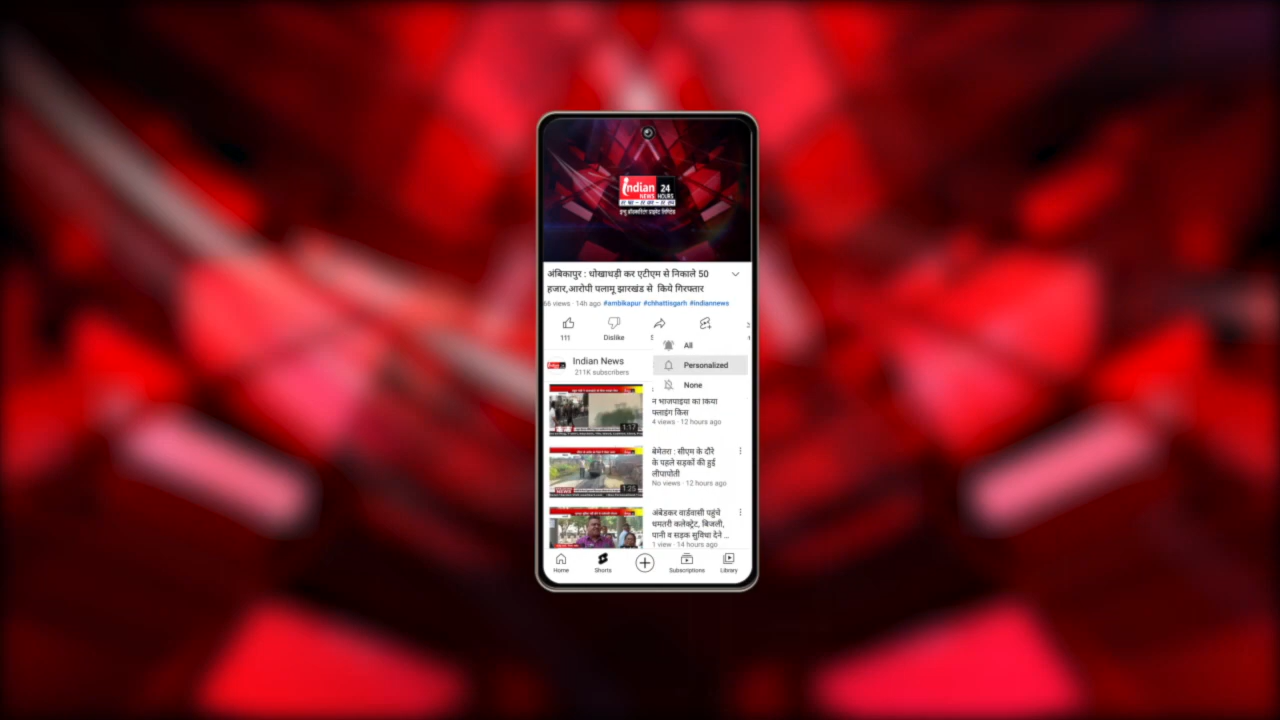 indian
NEWS
24
HOURS
अंबिकापुर : धोखाधड़ी कर एटीएम से निकाले 50
हजार,आरोपी पलामू झारखंड से किये गिरफ्तार
66 views · 14h ago #ambikapur #chhattisgarh #indiannews
111
Dislike
All
Indian News
211K subscribers
Personalized
None
न भाजपाइयों का किया
फ्लाइंग किस
4 views · 12 hours ago
1:17
बेमेतरा : सीएम के दौरे
के पहले सड़कों की हुई
लीपापोती
No views · 12 hours ago
1:25
NEWS
अंबेडकर वार्डवासी पहुंचे
धमतरी कलेक्ट्रेट, बिजली,
पानी व सड़क सुविधा देने ...
1 view · 14 hours ago
Home
Shorts
Subscriptions
Library